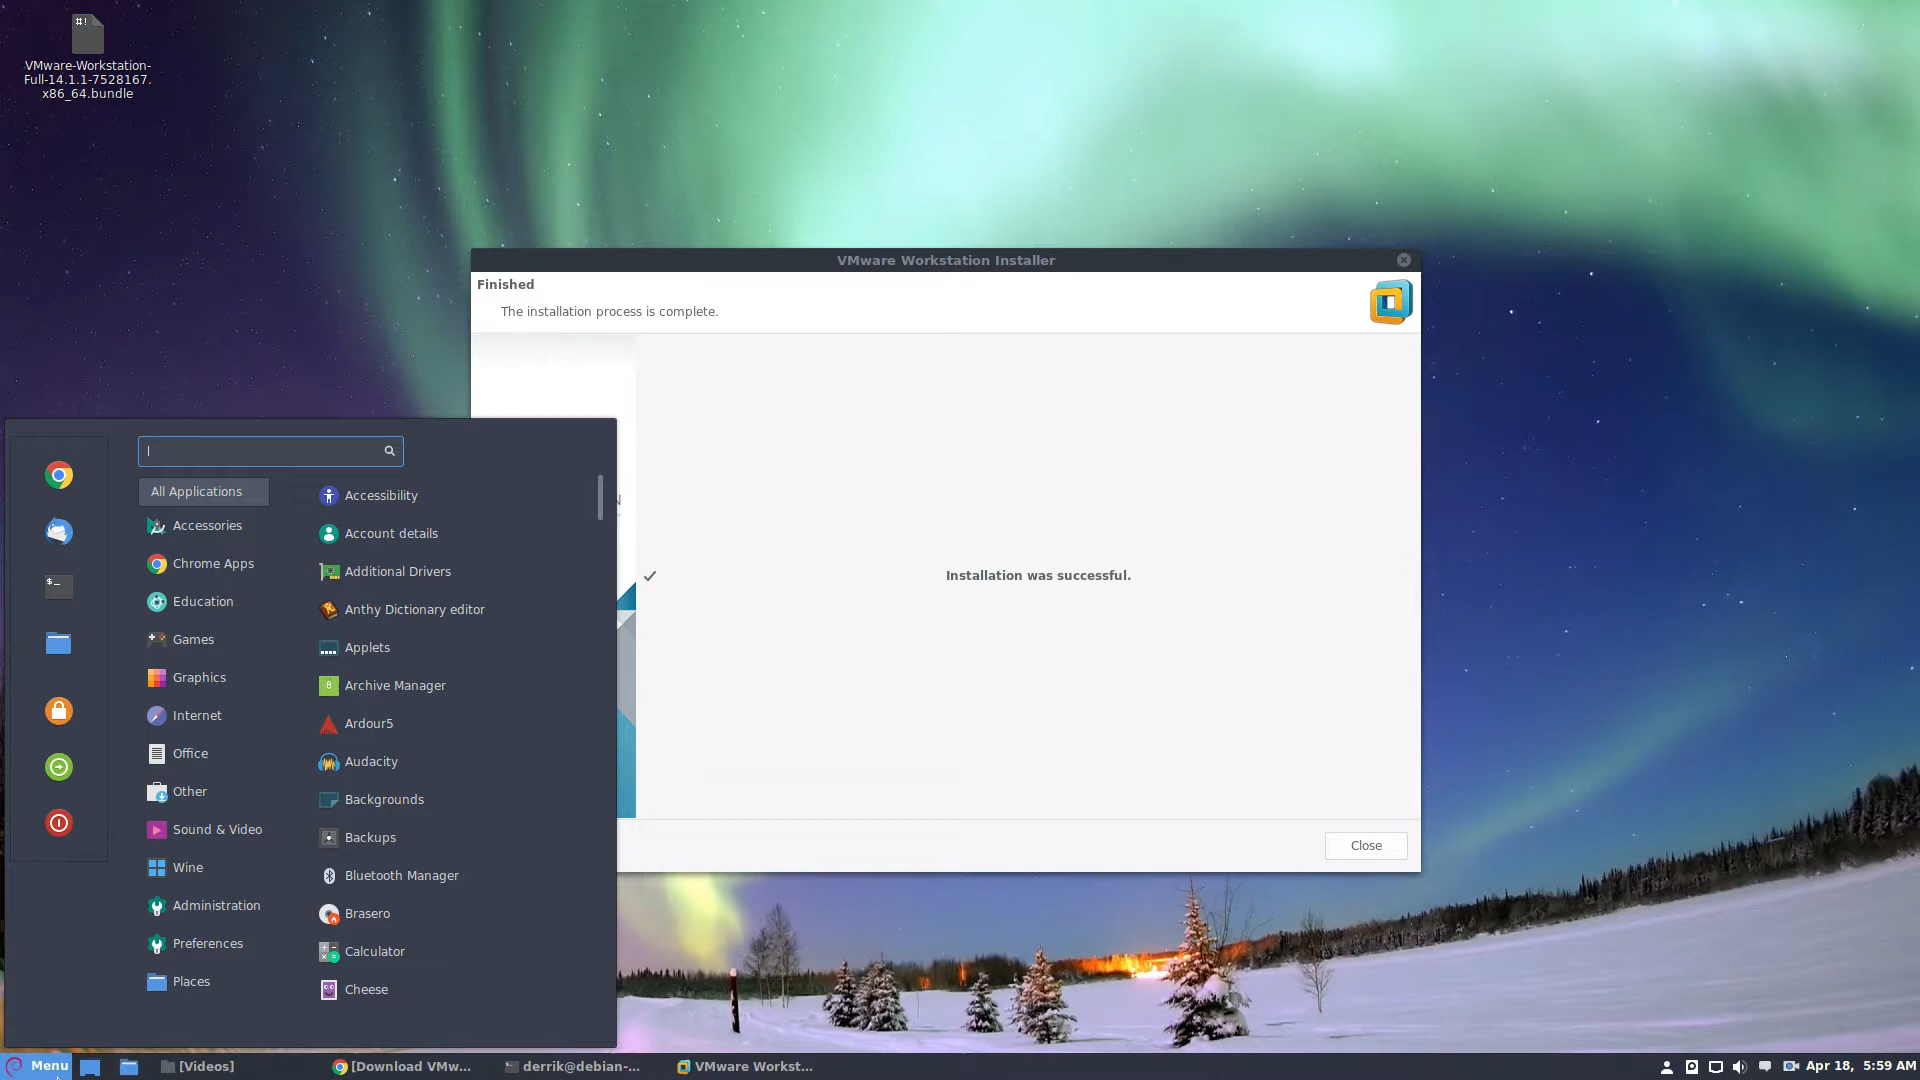 VMware-Workstation-
Full-14.1.1-7528167.
x86_64.bundle
VMware Workstation Installer
Finished
The installation process is complete.
Installation was successful.
Close
All Applications
Accessories
Chrome Apps
Education
Games
Graphics
Internet
Office
Other
Sound & Video
Wine
Administration
Preferences
Places
Accessibility
Account details
Additional Drivers
Anthy Dictionary editor
Applets
Archive Manager
Ardour5
Audacity
Backgrounds
Backups
Bluetooth Manager
Brasero
Calculator
Cheese
Menu
[Videos]
[Download VMw...
derrik@debian-...
VMware Workst...
Apr 18, 5:59 AM